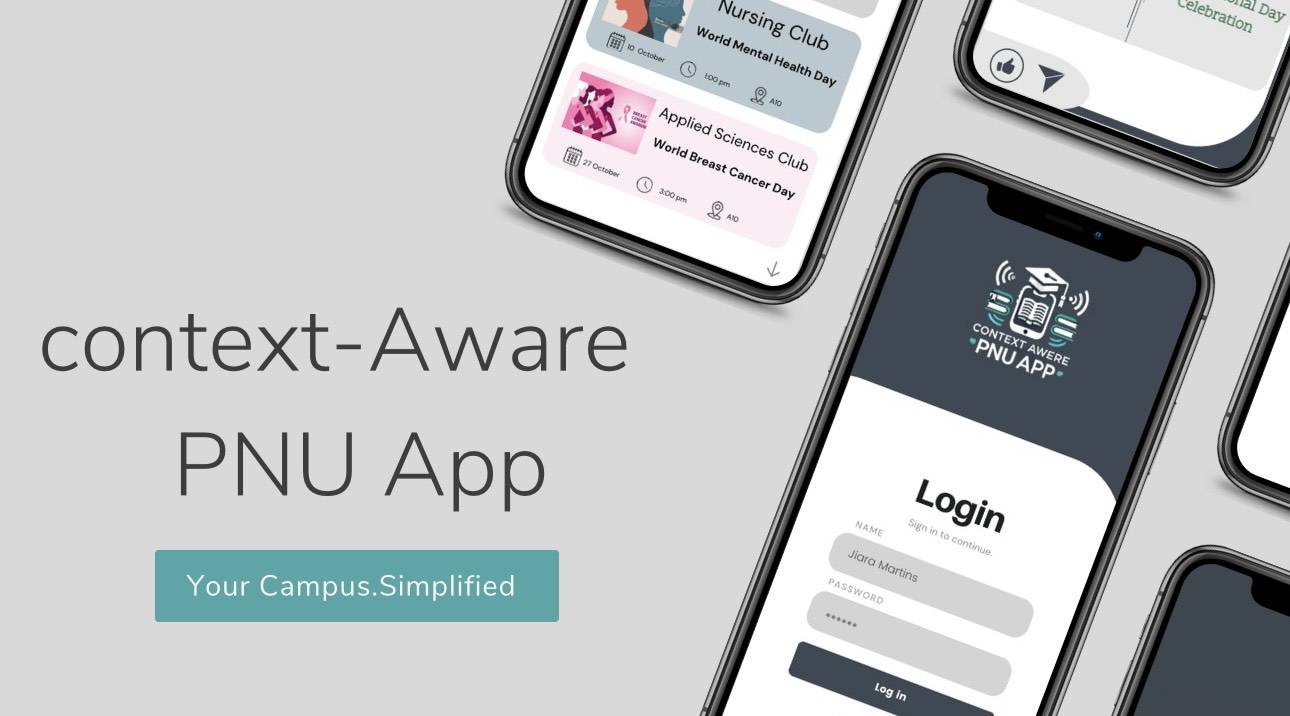 context-Aware
PNU App
Your Campus.Simplified
Nursing Club
World Mental Health Day
10 October
1:00 pm
A10
BREAST
CANCER
Applied Sciences Club
World Breast Cancer Day
27 October
3:00 pm
A10
Day
Celebration
CONTEXT AWERE
PNU APP
Login
Sign in to continue.
NAME
Jiara Martins
PASSWORD
Log in